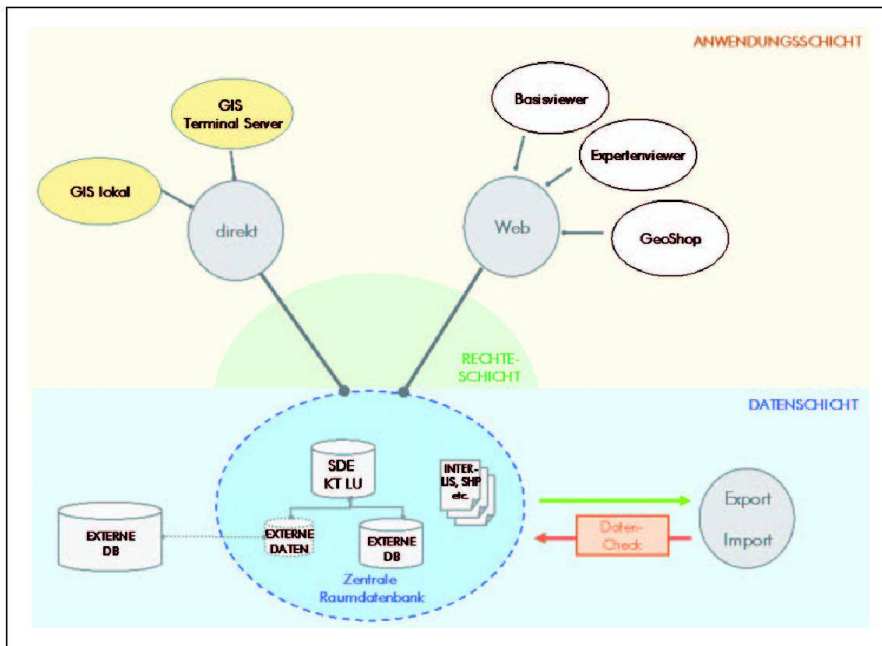 ANWENDUNGSSCHICHT
GIS
Terminal Server
GIS lokal
direkt
Basisviewer
Expertenviewer
Web
GeoShop
RECHTE-
SCHICHT
DATENSCHICHT
SDE
KT LU
INTER-
LIS, SHP
etc.
EXTERNE
DB
EXTERNE
DATEN
EXTERNE
DB
Zentrale
Raumdatenbank
Daten-
Check
Export
Import